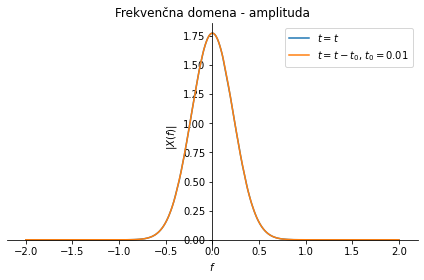 Frekvenčna domena - amplituda
t = t
t = t − t₀, t₀ = 0.01
1.75
1.50
1.25
1.00
0.75
0.50
0.25
0.00
|X(f)|
−2.0 −1.5 −1.0 −0.5 0.0 0.5 1.0 1.5 2.0
f